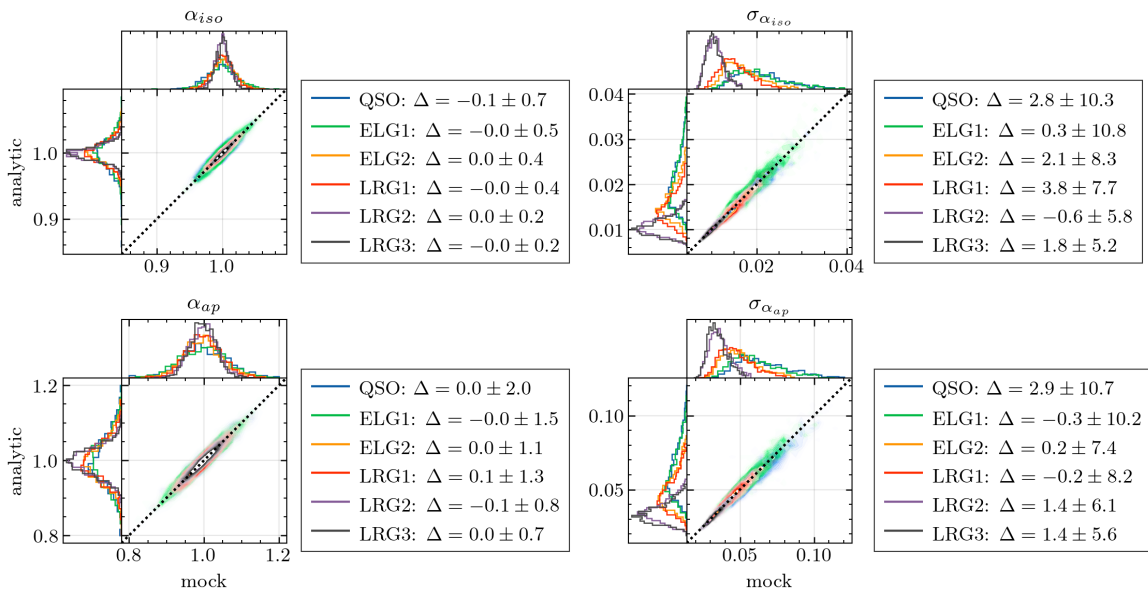 α_iso
analytic
1.0
0.9
0.9 1.0
QSO: Δ = −0.1 ± 0.7
ELG1: Δ = −0.0 ± 0.5
ELG2: Δ = 0.0 ± 0.4
LRG1: Δ = −0.0 ± 0.4
LRG2: Δ = 0.0 ± 0.2
LRG3: Δ = −0.0 ± 0.2
σ_α_iso
0.04
0.03
0.02
0.01
0.02 0.04
QSO: Δ = 2.8 ± 10.3
ELG1: Δ = 0.3 ± 10.8
ELG2: Δ = 2.1 ± 8.3
LRG1: Δ = 3.8 ± 7.7
LRG2: Δ = −0.6 ± 5.8
LRG3: Δ = 1.8 ± 5.2
α_ap
analytic
1.2
1.0
0.8
0.8 1.0 1.2
mock
QSO: Δ = 0.0 ± 2.0
ELG1: Δ = −0.0 ± 1.5
ELG2: Δ = 0.0 ± 1.1
LRG1: Δ = 0.1 ± 1.3
LRG2: Δ = −0.1 ± 0.8
LRG3: Δ = 0.0 ± 0.7
σ_α_ap
0.10
0.05
0.05 0.10
mock
QSO: Δ = 2.9 ± 10.7
ELG1: Δ = −0.3 ± 10.2
ELG2: Δ = 0.2 ± 7.4
LRG1: Δ = −0.2 ± 8.2
LRG2: Δ = 1.4 ± 6.1
LRG3: Δ = 1.4 ± 5.6